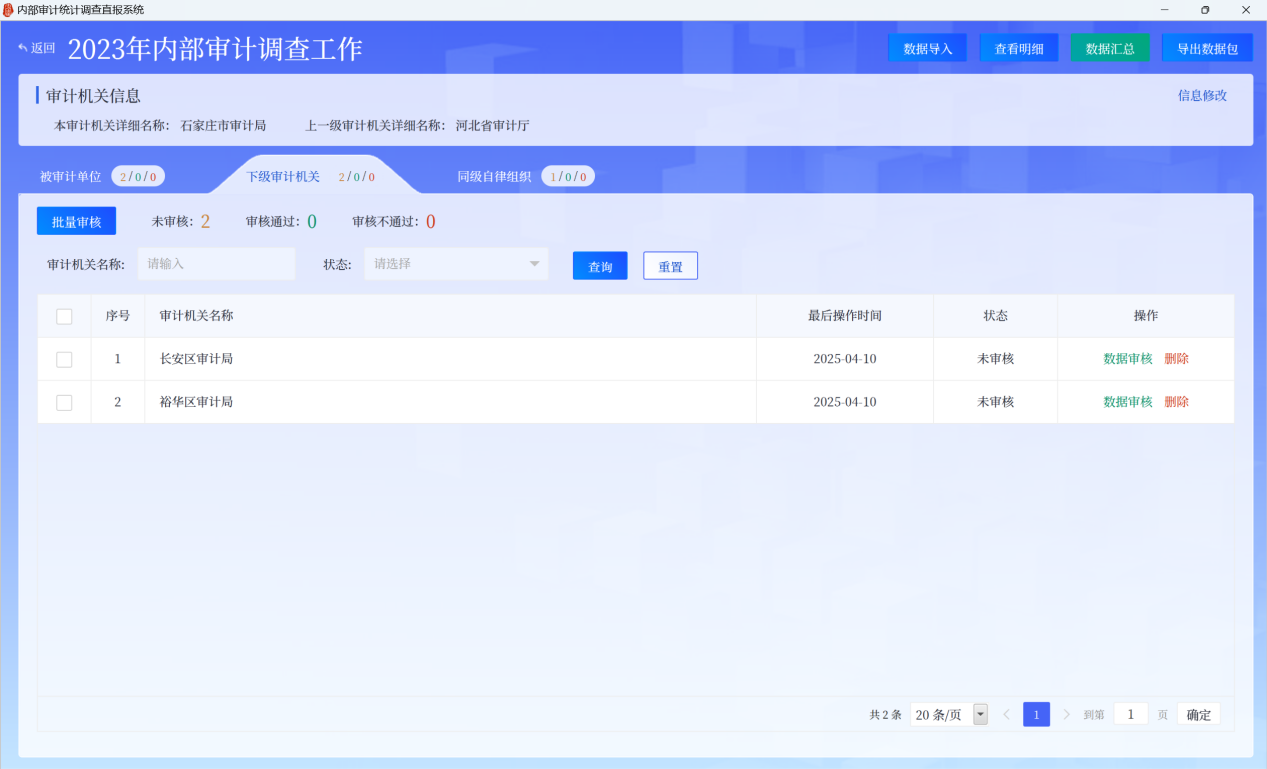 内部审计统计调查直报系统
返回 2023年内部审计调查工作 数据导入 查看明细 数据汇总 导出数据包
审计机关信息 信息修改
本审计机关详细名称： 石家庄市审计局 上一级审计机关详细名称： 河北省审计厅
被审计单位 2/0/0 下级审计机关 2/0/0 同级自律组织 1/0/0
批量审核 未审核：2 审核通过：0 审核不通过：0
审计机关名称: 请输入 状态: 请选择 查询 重置
序号 审计机关名称 最后操作时间 状态 操作
1 长安区审计局 2025-04-10 未审核 数据审核 删除
2 裕华区审计局 2025-04-10 未审核 数据审核 删除
共 2 条 20 条/页 1 到第 1 页 确定